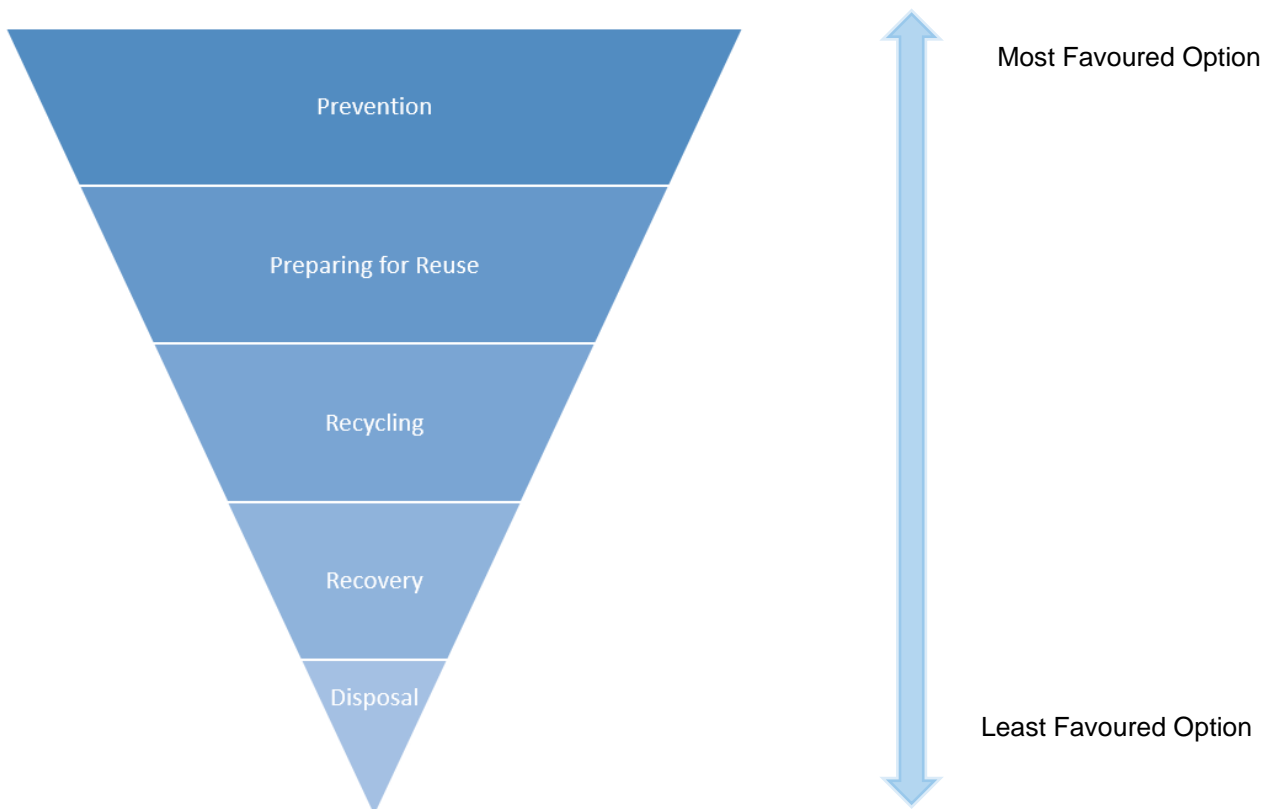 Most Favoured Option
Prevention
Preparing for Reuse
Recycling
Recovery
Disposal
Least Favoured Option